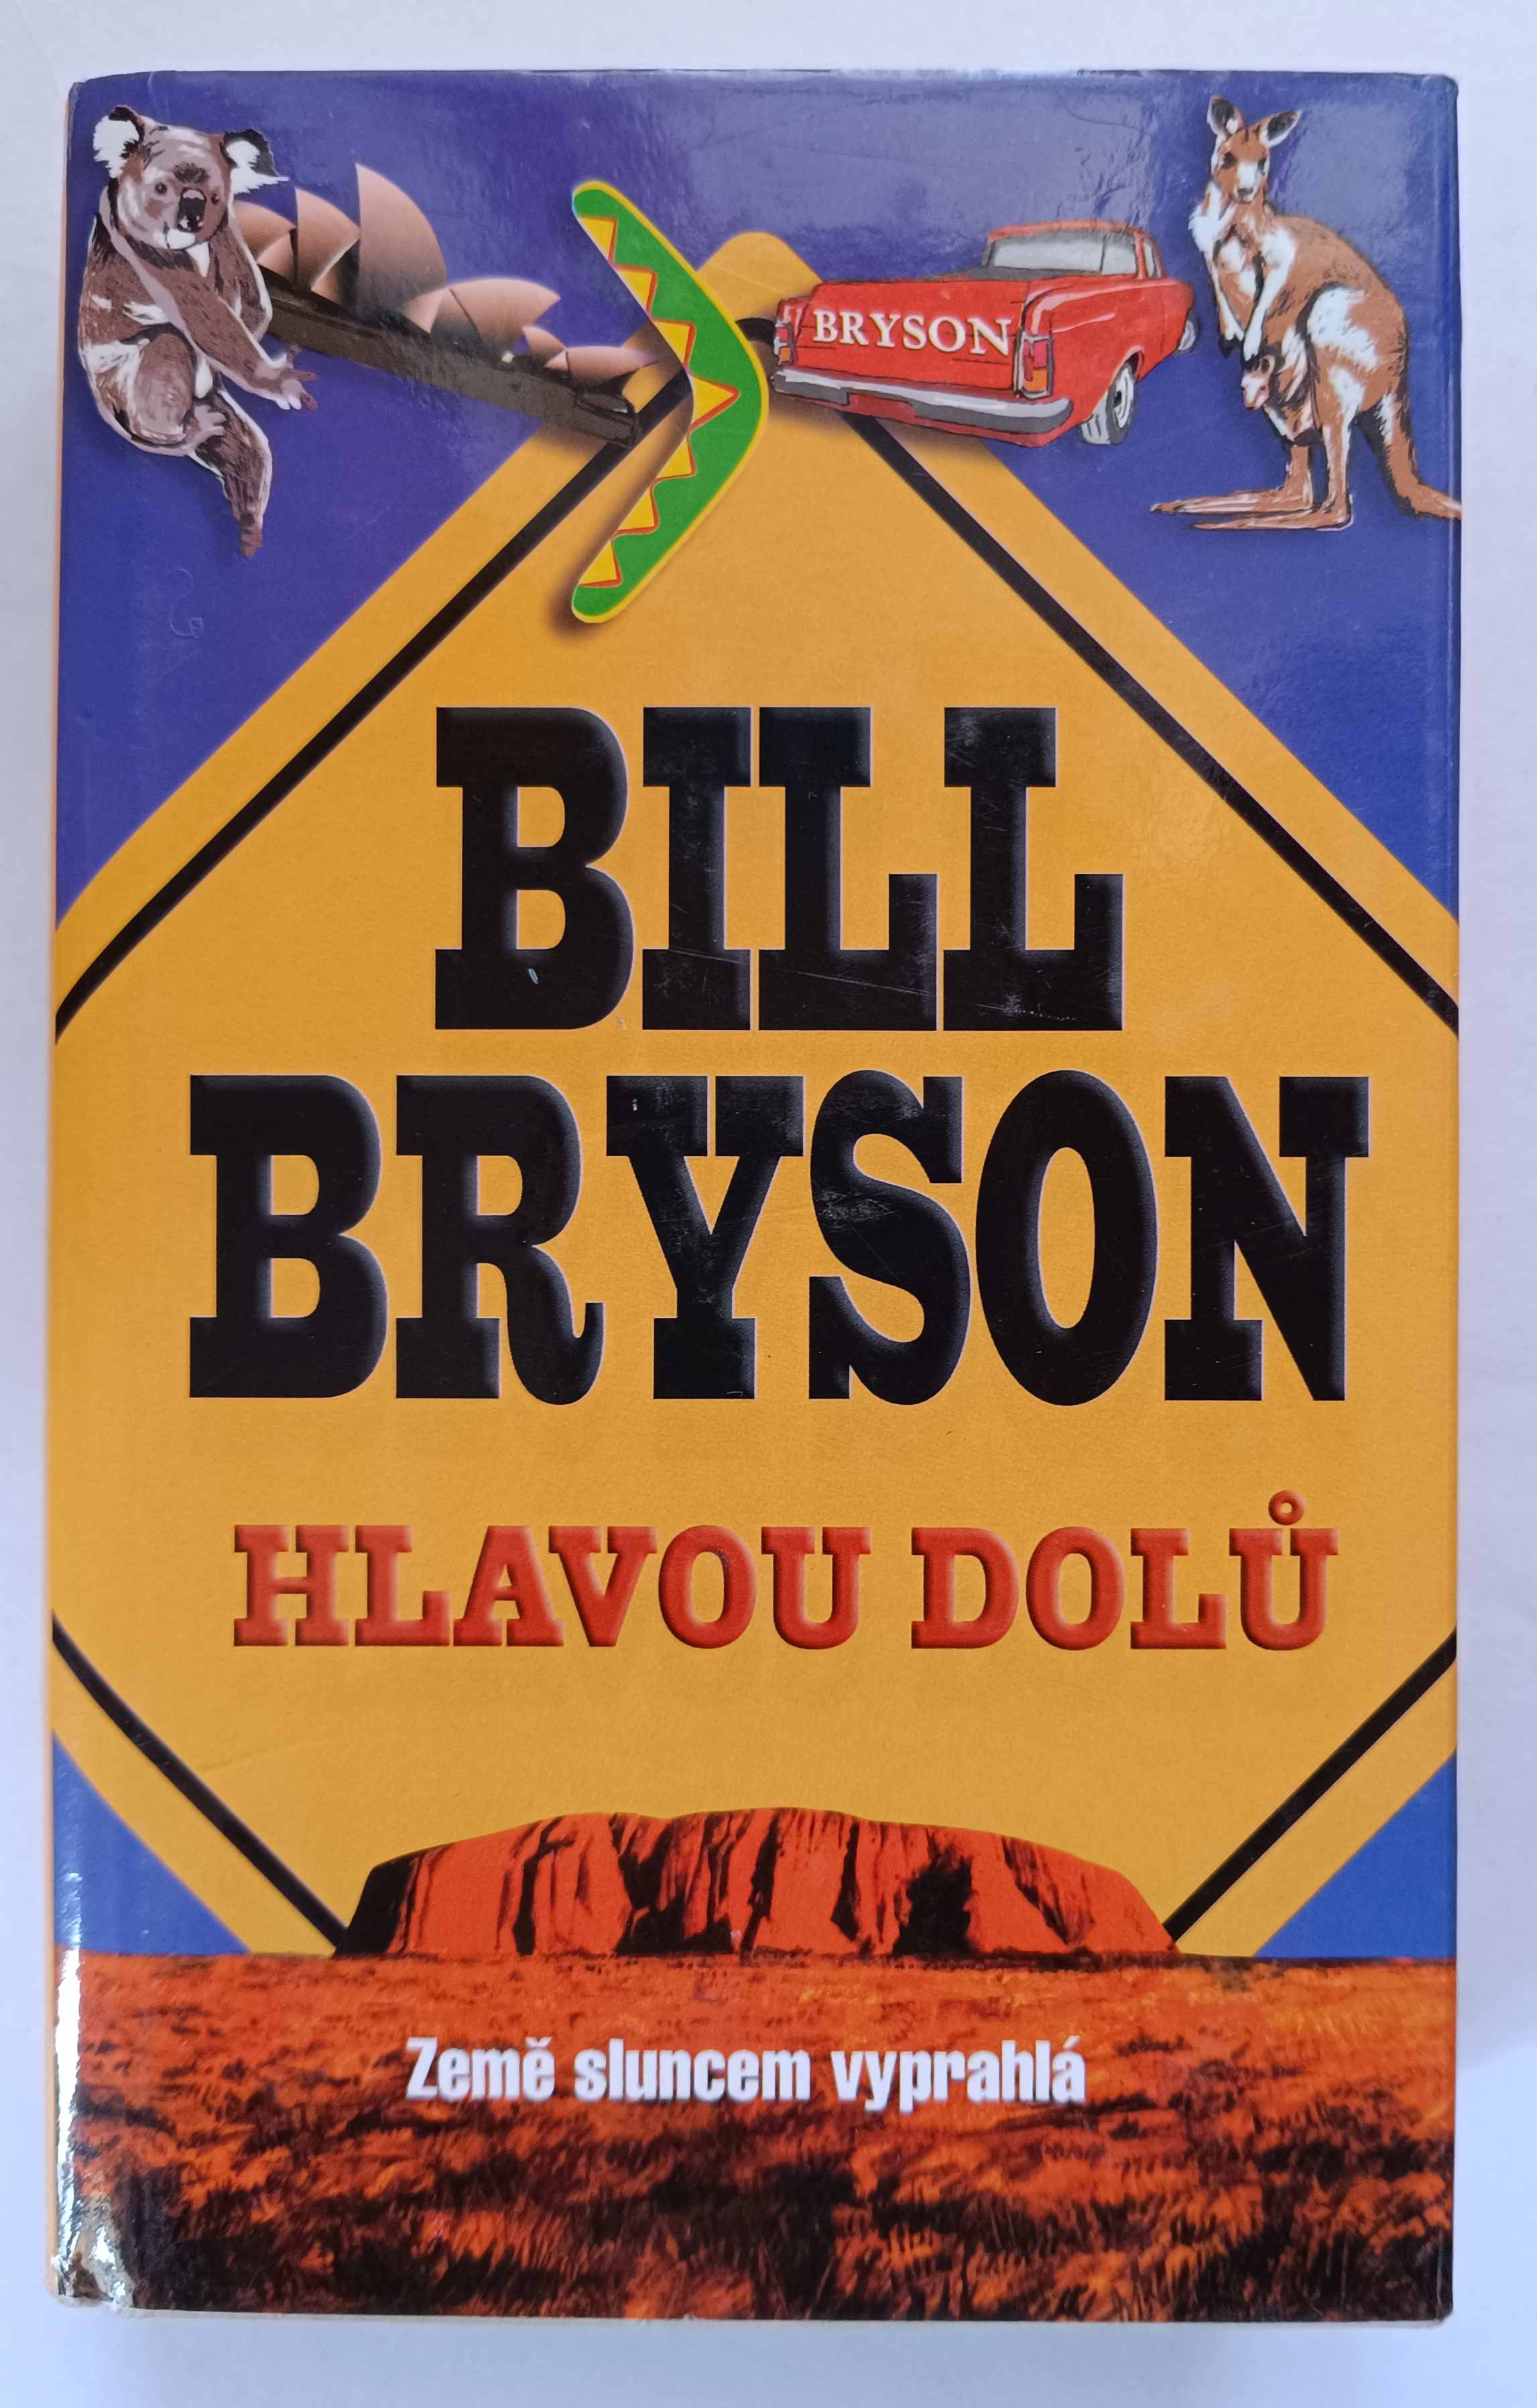 BRYSON
BILL
BRYSON
HLAVOU DOLŮ
Země sluncem vyprahlá